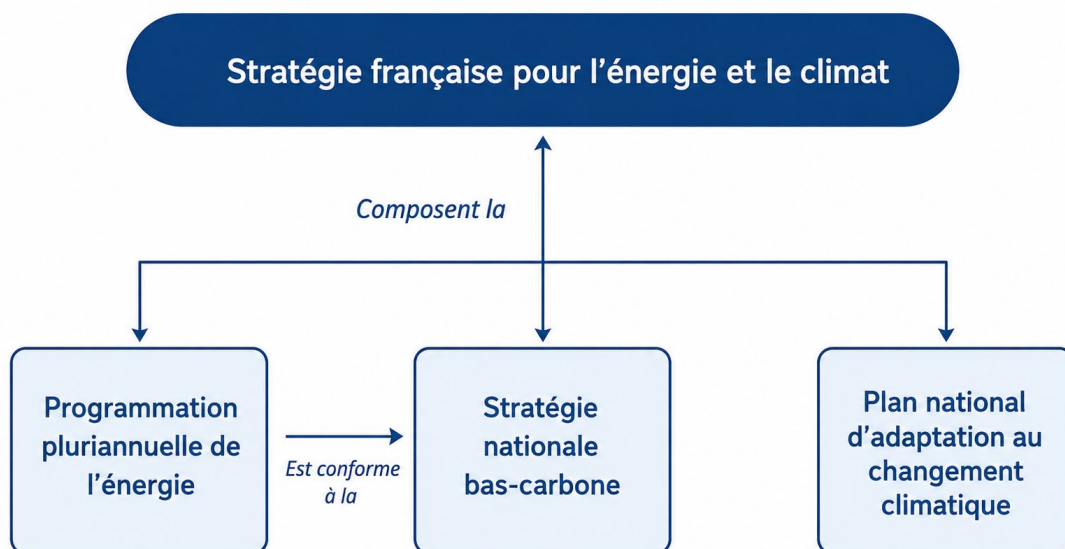 Stratégie française pour l’énergie et le climat
Composent la
Programmation
pluriannuelle de
l’énergie
Est conforme
à la
Stratégie
nationale
bas-carbone
Plan national
d’adaptation au
changement
climatique